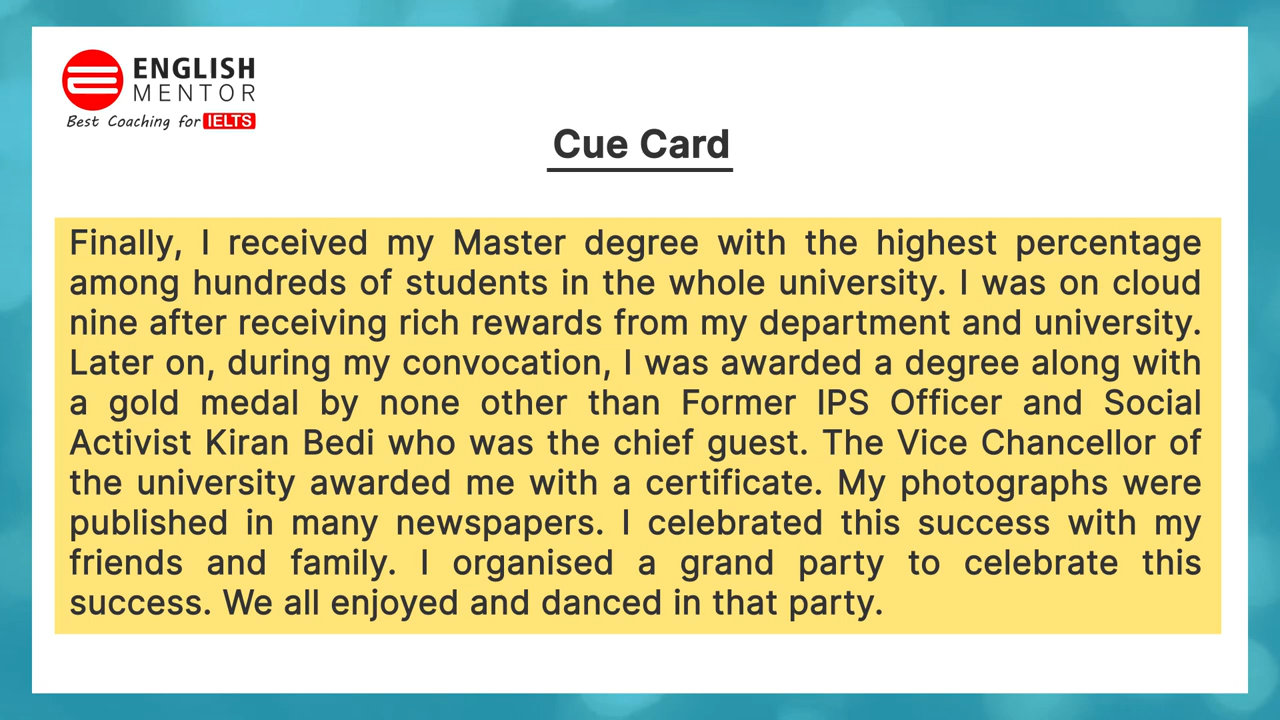 ENGLISH
MENTOR
Best Coaching for IELTS
Cue Card
Finally, I received my Master degree with the highest percentage
among hundreds of students in the whole university. I was on cloud
nine after receiving rich rewards from my department and university.
Later on, during my convocation, I was awarded a degree along with
a gold medal by none other than Former IPS Officer and Social
Activist Kiran Bedi who was the chief guest. The Vice Chancellor of
the university awarded me with a certificate. My photographs were
published in many newspapers. I celebrated this success with my
friends and family. I organised a grand party to celebrate this
success. We all enjoyed and danced in that party.